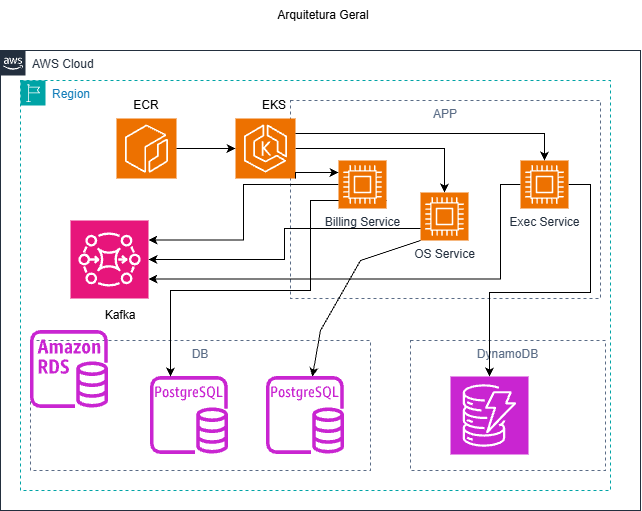 Arquitetura Geral
aws
AWS Cloud
Region
ECR
EKS
APP
Billing Service
Exec Service
OS Service
Kafka
DB
DynamoDB
Amazon
RDS
PostgreSQL
PostgreSQL
K